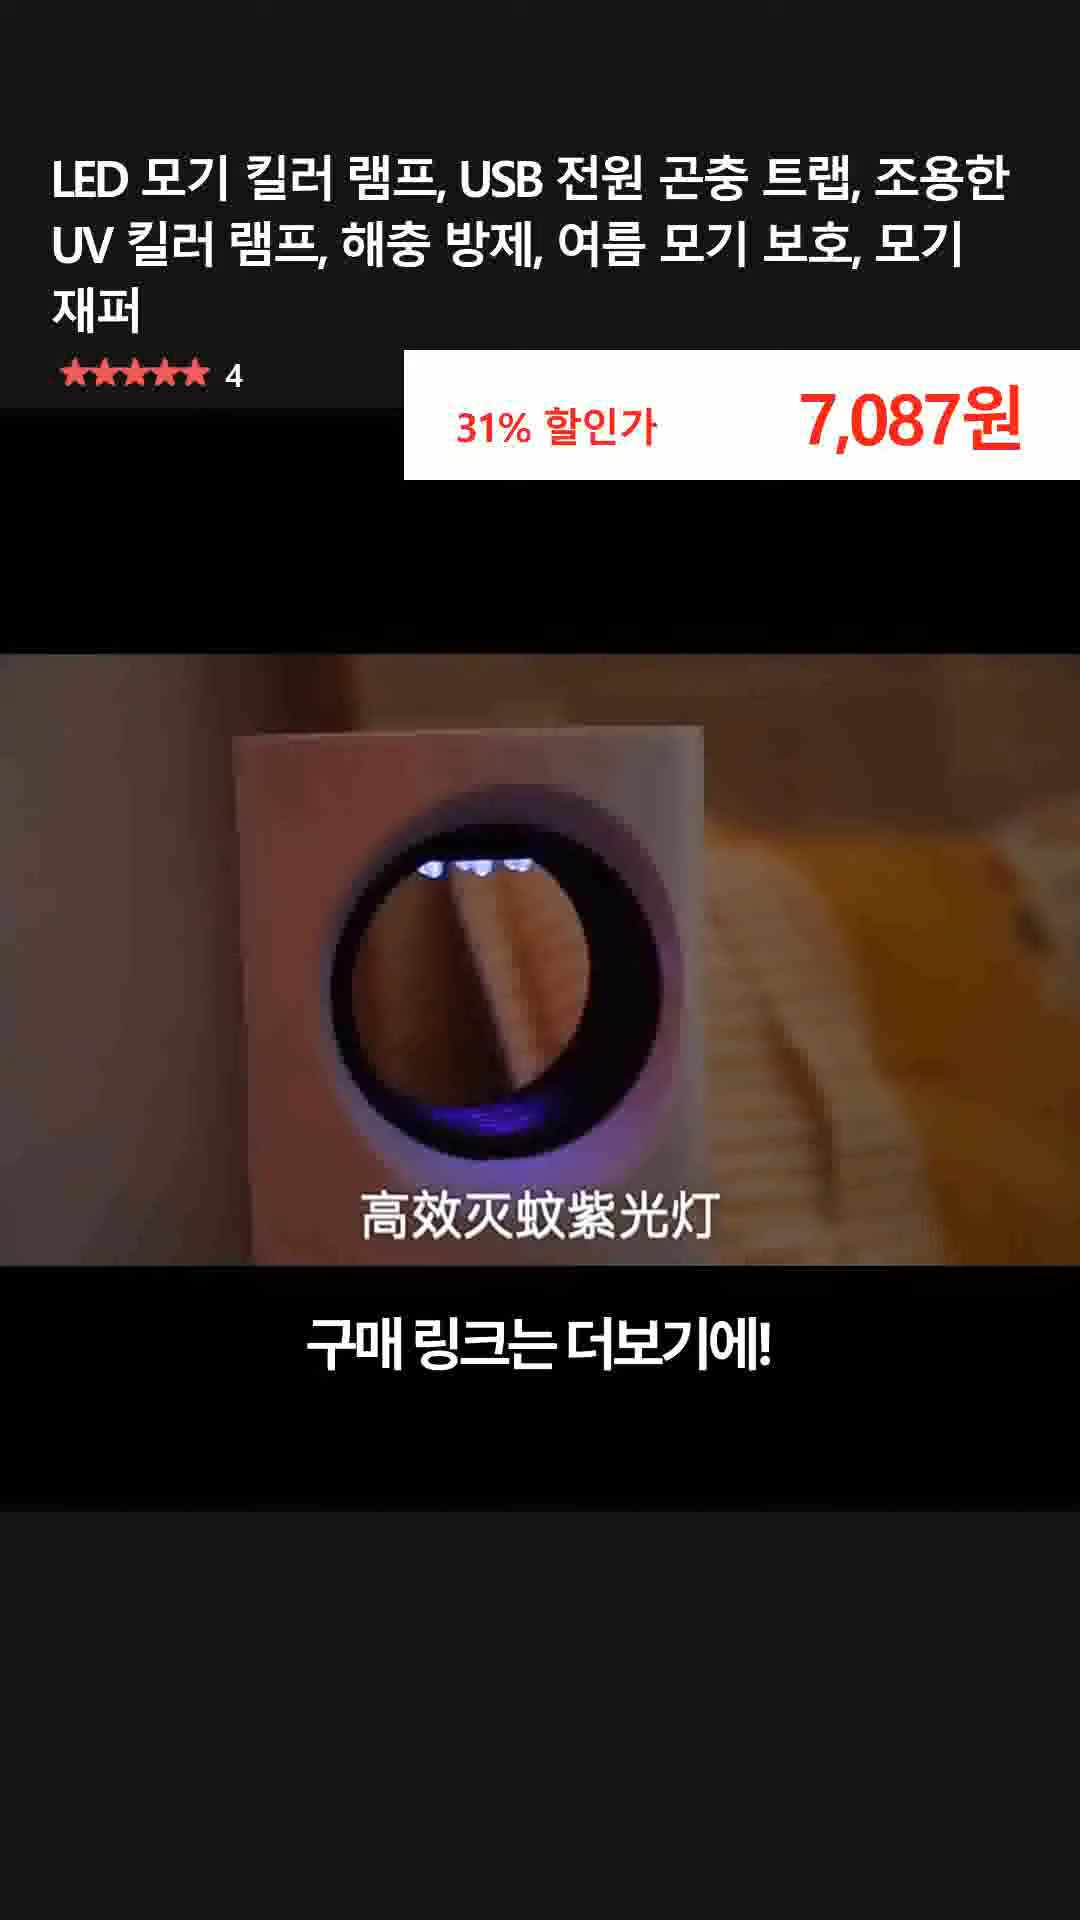 LED 모기 킬러 램프, USB 전원 곤충 트랩, 조용한
UV 킬러 램프, 해충 방제, 여름 모기 보호, 모기
재퍼
★★★★★ 4
31% 할인가 7,087원
高效灭蚊紫光灯
구매 링크는 더보기에!